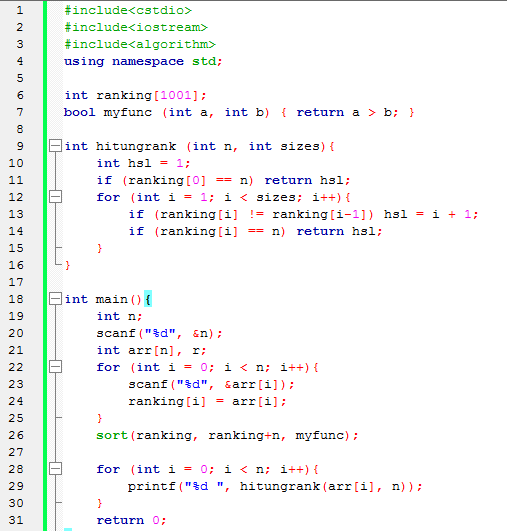 1 #include<cstdio>
2 #include<iostream>
3 #include<algorithm>
4 using namespace std;
5
6 int ranking[1001];
7 bool myfunc (int a, int b) { return a > b; }
8
9 int hitungrank (int n, int sizes){
10 int hsl = 1;
11 if (ranking[0] == n) return hsl;
12 for (int i = 1; i < sizes; i++){
13 if (ranking[i] != ranking[i-1]) hsl = i + 1;
14 if (ranking[i] == n) return hsl;
15 }
16 }
17
18 int main(){
19 int n;
20 scanf("%d", &n);
21 int arr[n], r;
22 for (int i = 0; i < n; i++){
23 scanf("%d", &arr[i]);
24 ranking[i] = arr[i];
25 }
26 sort(ranking, ranking+n, myfunc);
27
28 for (int i = 0; i < n; i++){
29 printf("%d ", hitungrank(arr[i], n));
30 }
31 return 0;